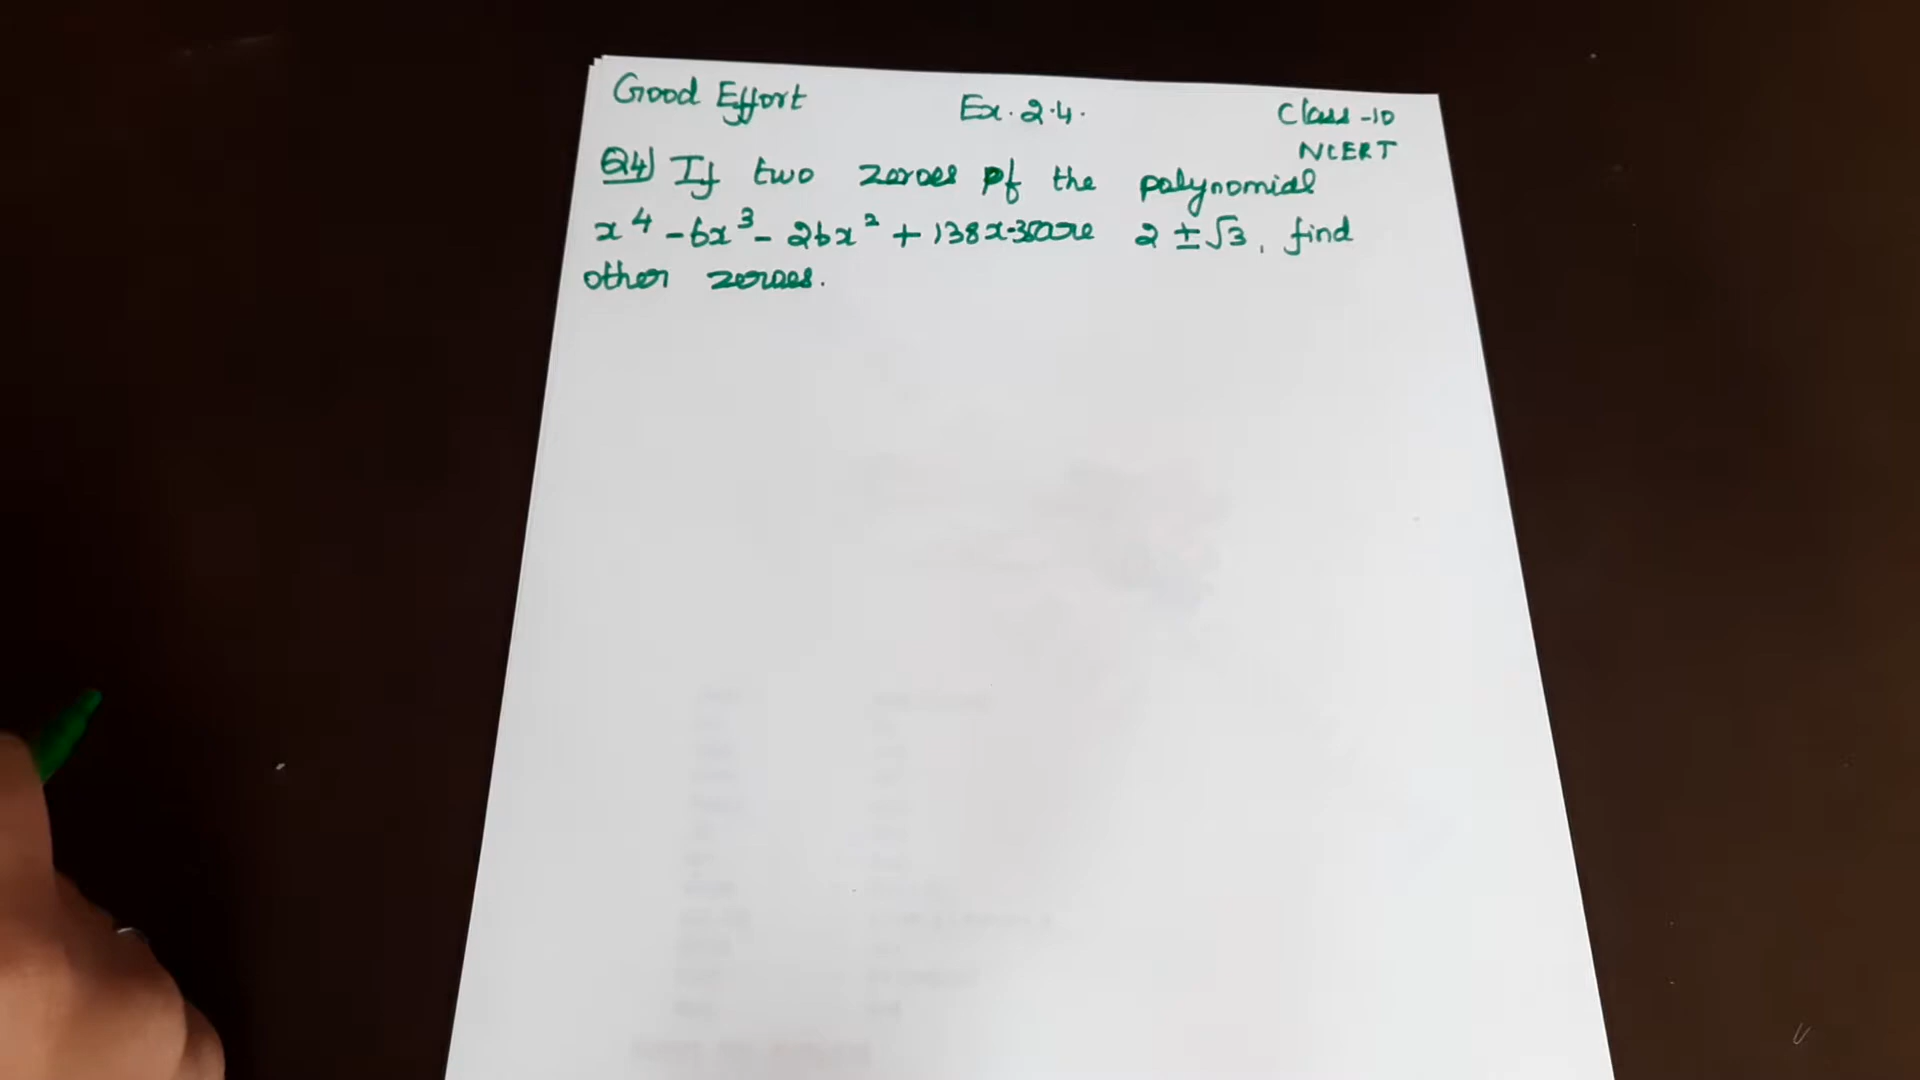 Good Effort Ex. 2.4. Class-10
NCERT
Q4) If two zeroes of the polynomial
x⁴ - 6x³ - 26x² + 138x-35 are 2 ± √3, find
other zeroes.